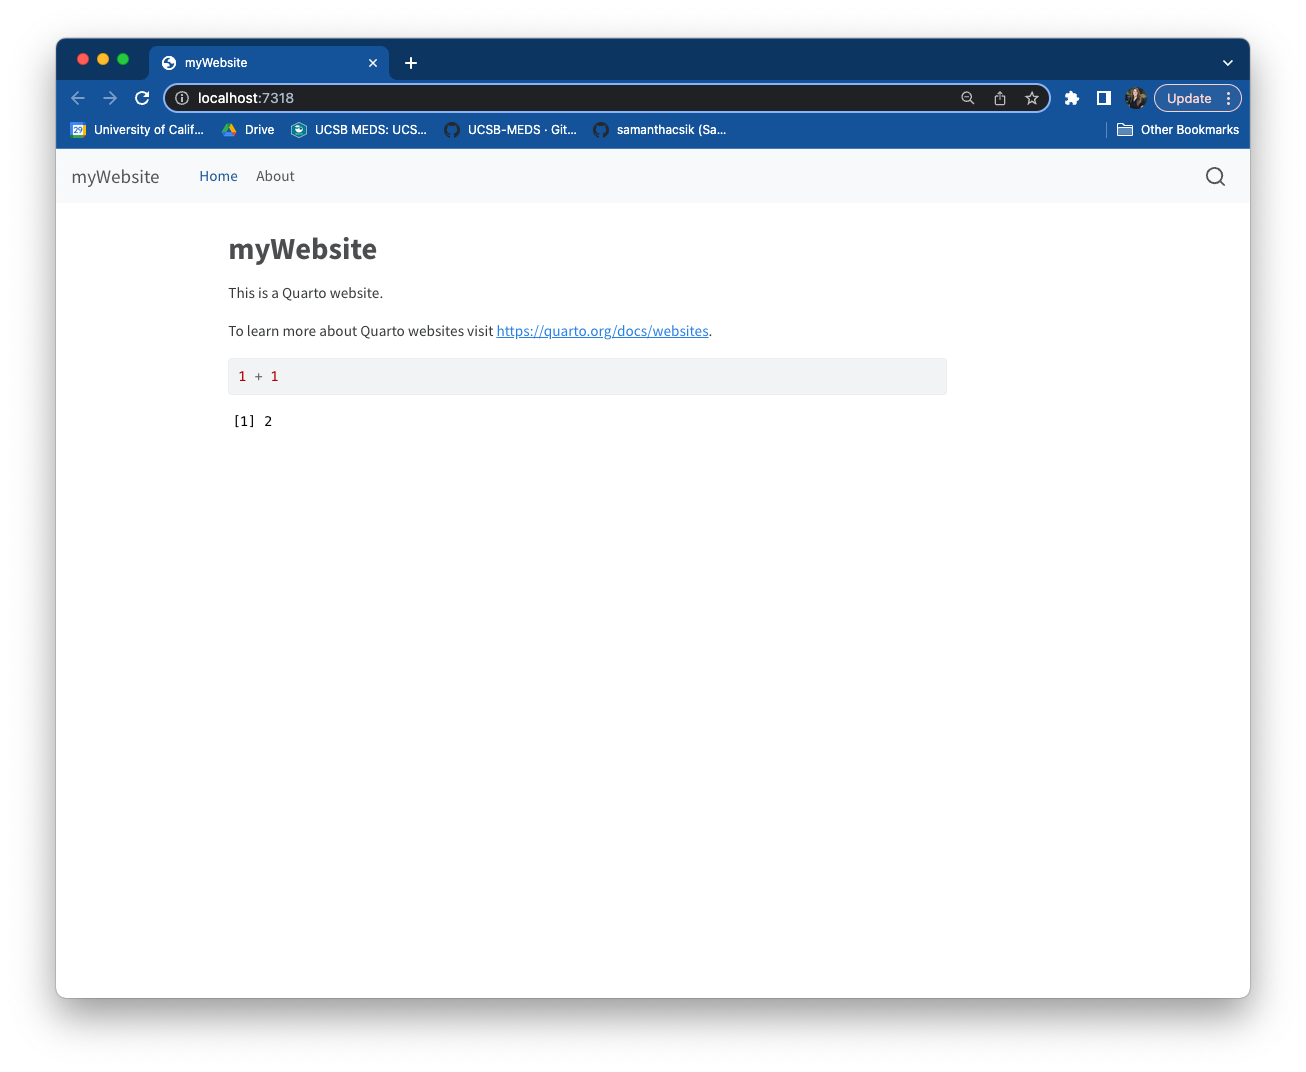 myWebsite
localhost:7318
Update
29 University of Calif...
Drive
UCSB MEDS: UCS...
UCSB-MEDS · Git...
samanthacsik (Sa...
Other Bookmarks
myWebsite
Home
About
myWebsite
This is a Quarto website.
To learn more about Quarto websites visit https://quarto.org/docs/websites.
1 + 1
[1] 2